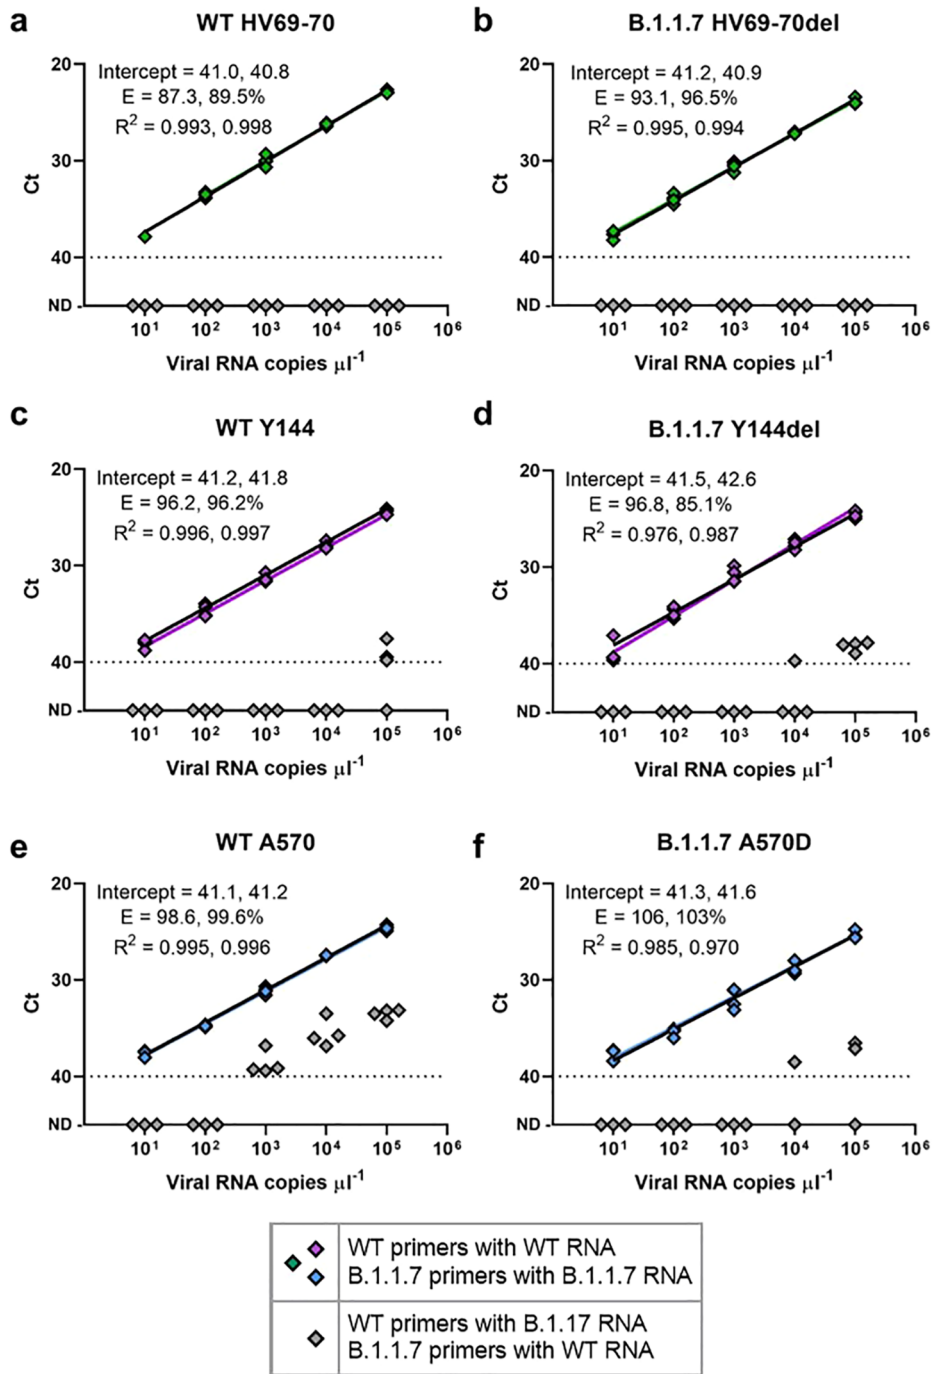 a
WT HV69-70
Intercept = 41.0, 40.8
E = 87.3, 89.5%
R² = 0.993, 0.998
20
30
40
ND
Ct
10¹ 10² 10³ 10⁴ 10⁵ 10⁶
Viral RNA copies µl⁻¹
b
B.1.1.7 HV69-70del
Intercept = 41.2, 40.9
E = 93.1, 96.5%
R² = 0.995, 0.994
20
30
40
ND
Ct
10¹ 10² 10³ 10⁴ 10⁵ 10⁶
Viral RNA copies µl⁻¹
c
WT Y144
Intercept = 41.2, 41.8
E = 96.2, 96.2%
R² = 0.996, 0.997
20
30
40
ND
Ct
10¹ 10² 10³ 10⁴ 10⁵ 10⁶
Viral RNA copies µl⁻¹
d
B.1.1.7 Y144del
Intercept = 41.5, 42.6
E = 96.8, 85.1%
R² = 0.976, 0.987
20
30
40
ND
Ct
10¹ 10² 10³ 10⁴ 10⁵ 10⁶
Viral RNA copies µl⁻¹
e
WT A570
Intercept = 41.1, 41.2
E = 98.6, 99.6%
R² = 0.995, 0.996
20
30
40
ND
Ct
10¹ 10² 10³ 10⁴ 10⁵ 10⁶
Viral RNA copies µl⁻¹
f
B.1.1.7 A570D
Intercept = 41.3, 41.6
E = 106, 103%
R² = 0.985, 0.970
20
30
40
ND
Ct
10¹ 10² 10³ 10⁴ 10⁵ 10⁶
Viral RNA copies µl⁻¹
WT primers with WT RNA
B.1.1.7 primers with B.1.1.7 RNA
WT primers with B.1.17 RNA
B.1.1.7 primers with WT RNA